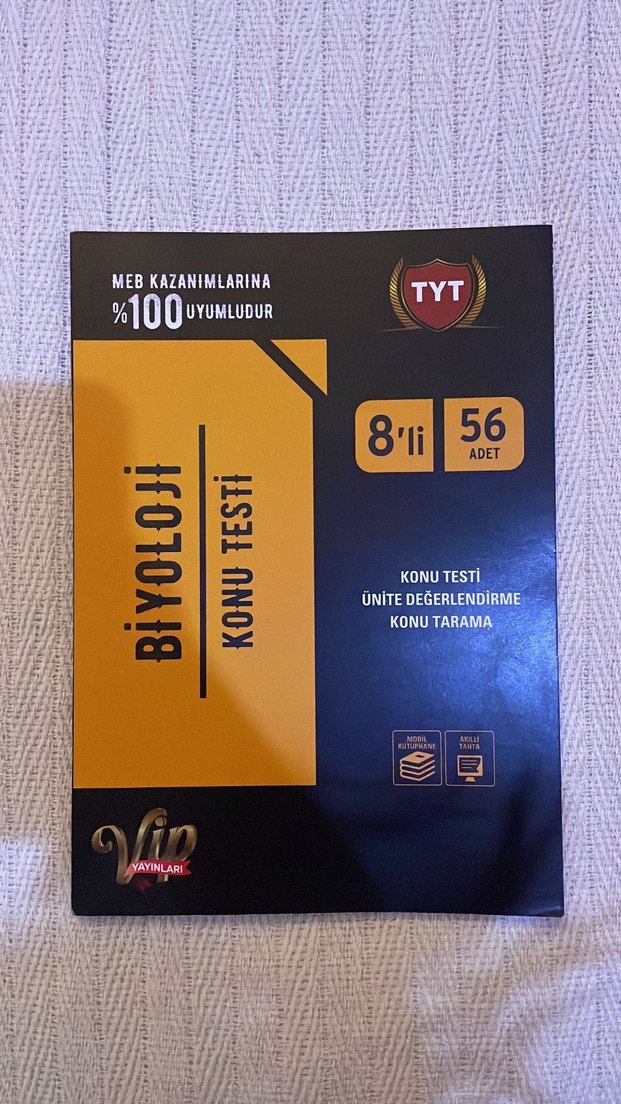 MEB KAZANIMLARINA
%100 UYUMLUDUR
TYT
8'li
56
ADET
BİYOLOJİ
KONU TESTİ
KONU TESTİ
ÜNİTE DEĞERLENDİRME
KONU TARAMA
MOBİL
KÜTÜPHANE
AKILLI
TAHTA
Vip
YAYINLARI